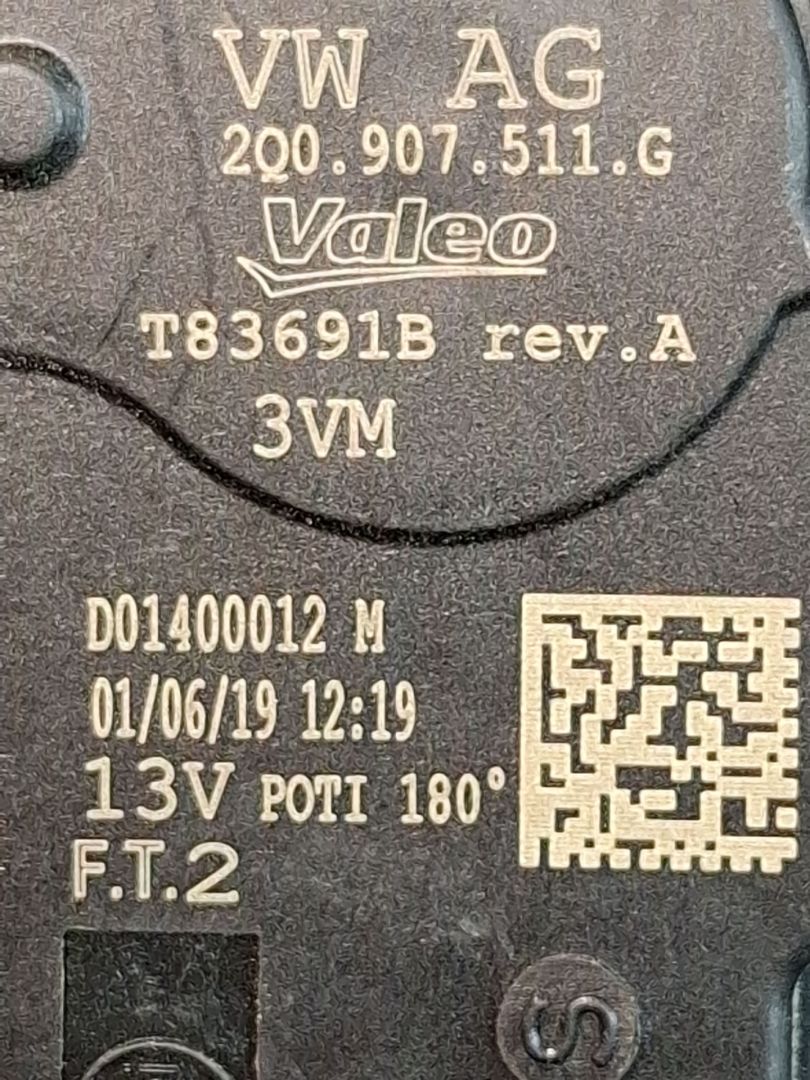 VW AG
2Q0.907.511.G
Valeo
T83691B rev.A
3VM
D01400012 M
01/06/19 12:19
13V POTI 180°
F.T.2
S